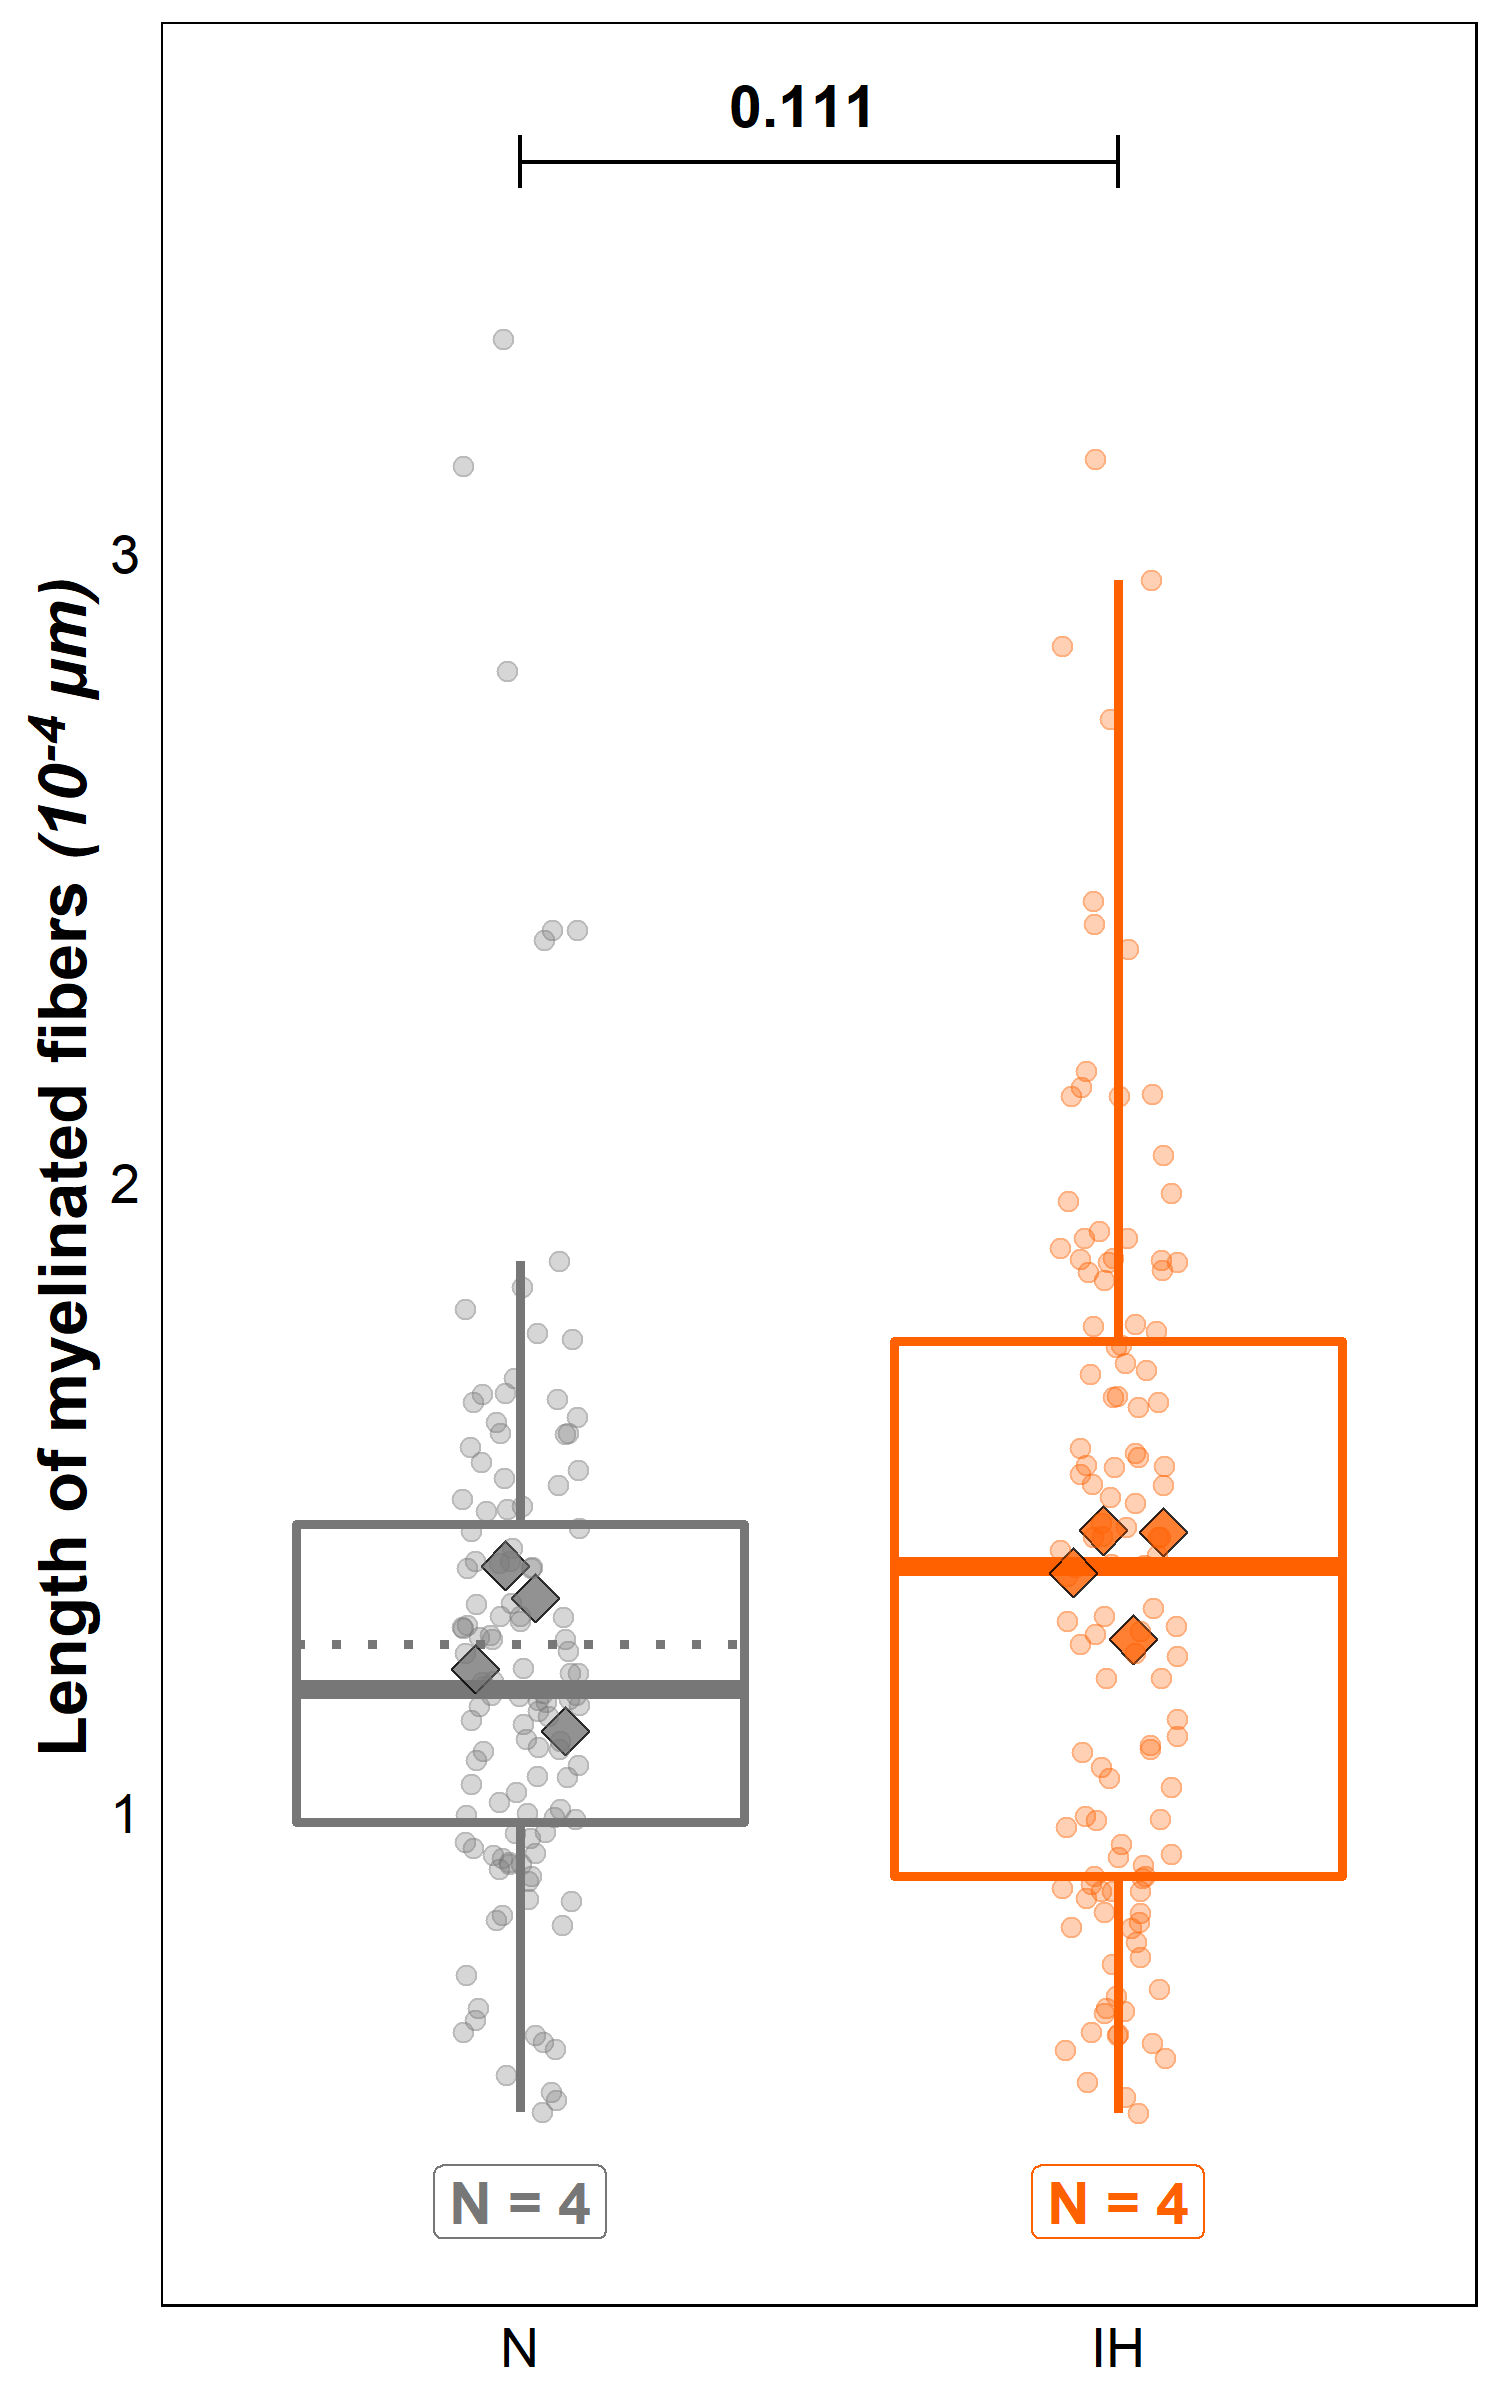 0.111
Length of myelinated fibers (10⁻⁴ µm)
3
2
1
N = 4
N = 4
N
IH